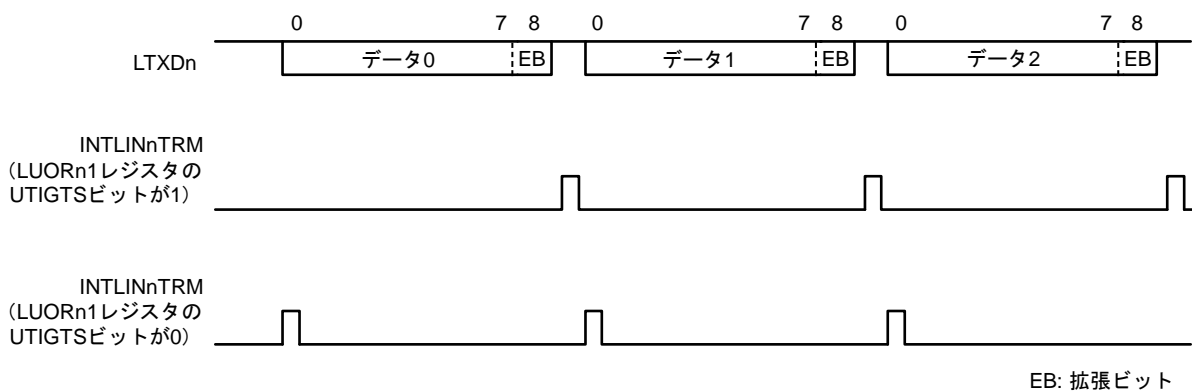 0 7 8 0 7 8 0 7 8
LTXDn データ0 EB データ1 EB データ2 EB
INTLINnTRM
（LUORn1レジスタの
UTIGTSビットが1）
INTLINnTRM
（LUORn1レジスタの
UTIGTSビットが0）
EB: 拡張ビット